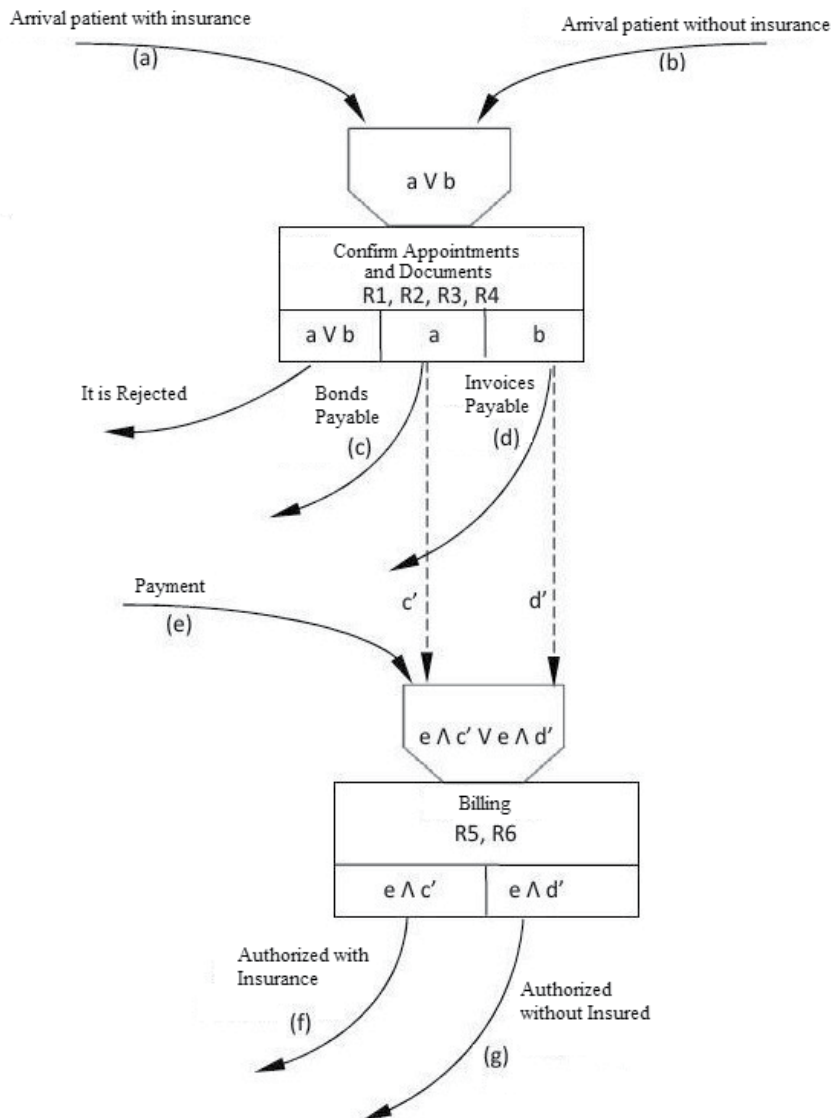 Arrival patient with insurance
(a)
Arrival patient without insurance
(b)
a V b
Confirm Appointments
and Documents
R1, R2, R3, R4
a V b
a
b
It is Rejected
Bonds
Payable
(c)
Invoices
Payable
(d)
Payment
(e)
c'
d'
e Λ c' V e Λ d'
Billing
R5, R6
e Λ c'
e Λ d'
Authorized with
Insurance
(f)
Authorized
without Insured
(g)